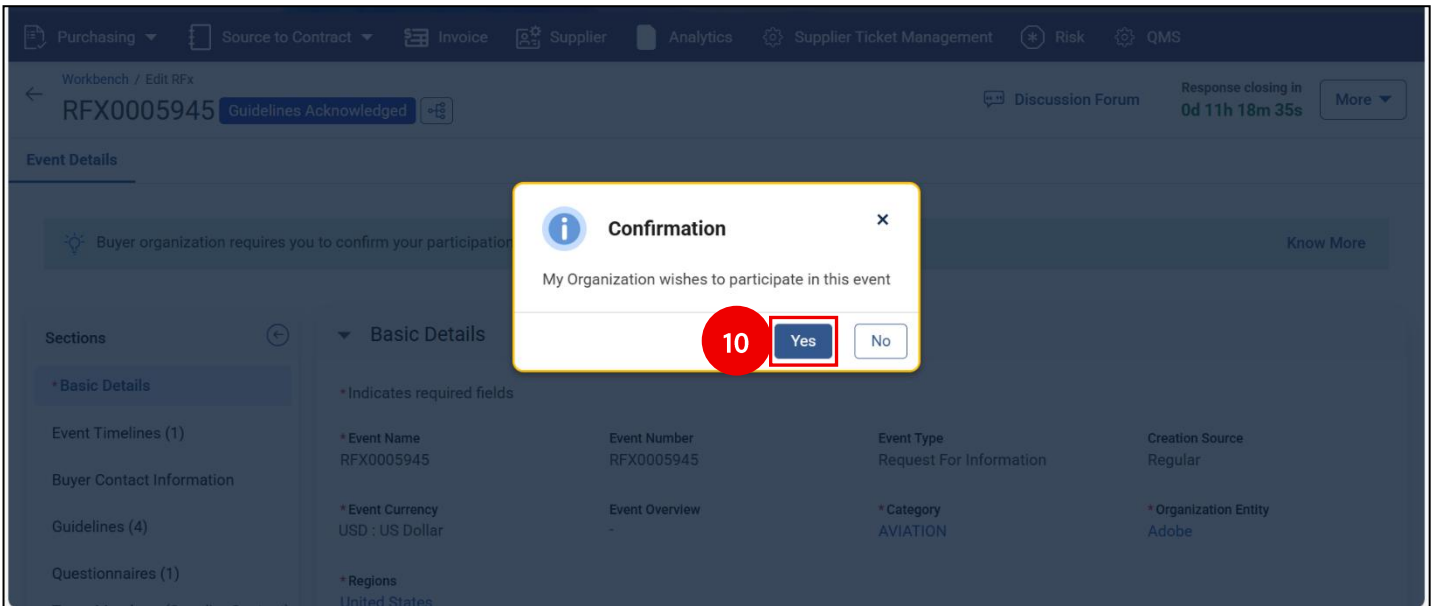 Purchasing Source to Contract Invoice Supplier Analytics Supplier Ticket Management Risk QMS
Workbench / Edit RFx
RFX0005945 Guidelines Acknowledged
Discussion Forum
Response closing in
0d 11h 18m 35s
More
Event Details
Buyer organization requires you to confirm your participation
Know More
Confirmation
×
My Organization wishes to participate in this event
10 Yes No
Sections
*Basic Details
Event Timelines (1)
Buyer Contact Information
Guidelines (4)
Questionnaires (1)
Basic Details
*Indicates required fields
*Event Name Event Number Event Type Creation Source
RFX0005945 RFX0005945 Request For Information Regular
*Event Currency Event Overview *Category *Organization Entity
USD : US Dollar - AVIATION Adobe
*Regions
United States